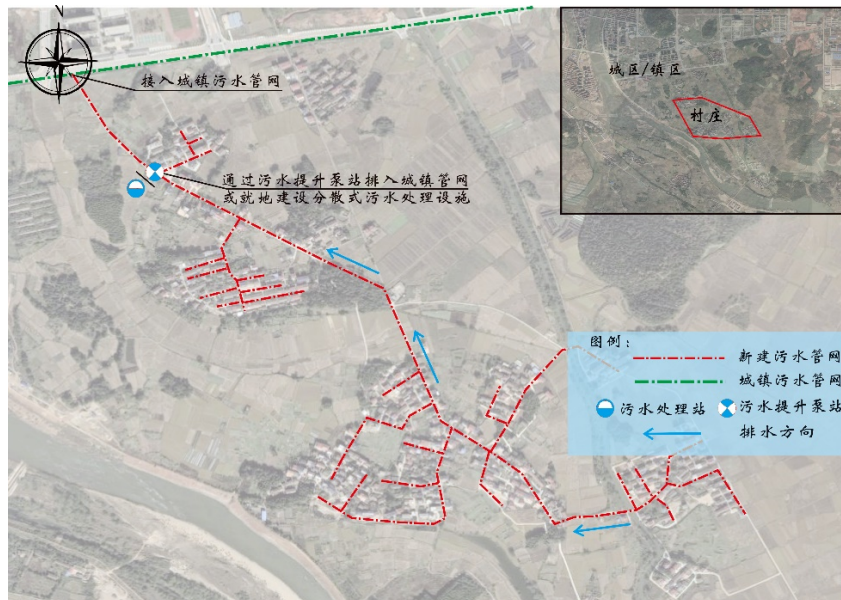 N
接入城镇污水管网
通过污水提升泵站排入城镇管网
或就地建设分散式污水处理设施
城区/镇区
村庄
图例：
新建污水管网
城镇污水管网
污水处理站
污水提升泵站
排水方向